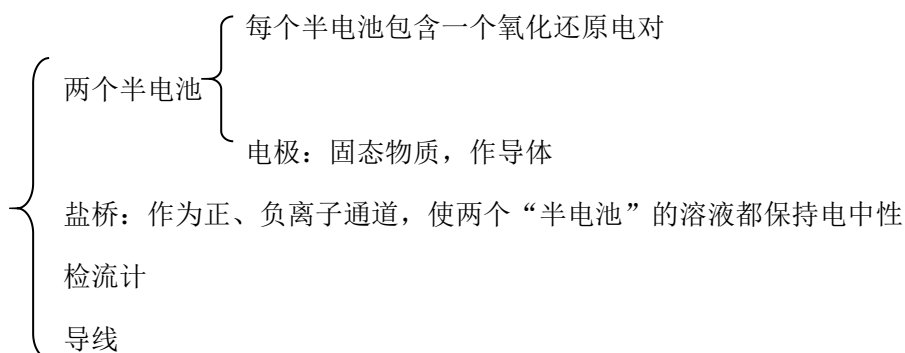 每个半电池包含一个氧化还原电对
两个半电池
电极：固态物质，作导体
盐桥：作为正、负离子通道，使两个“半电池”的溶液都保持电中性
检流计
导线